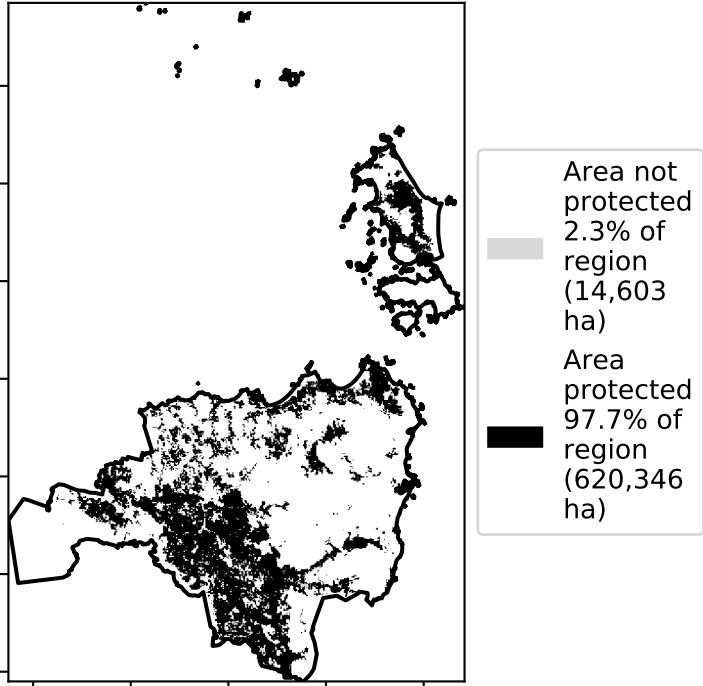 Area not
protected
2.3% of
region
(14,603
ha)
Area
protected
97.7% of
region
(620,346
ha)